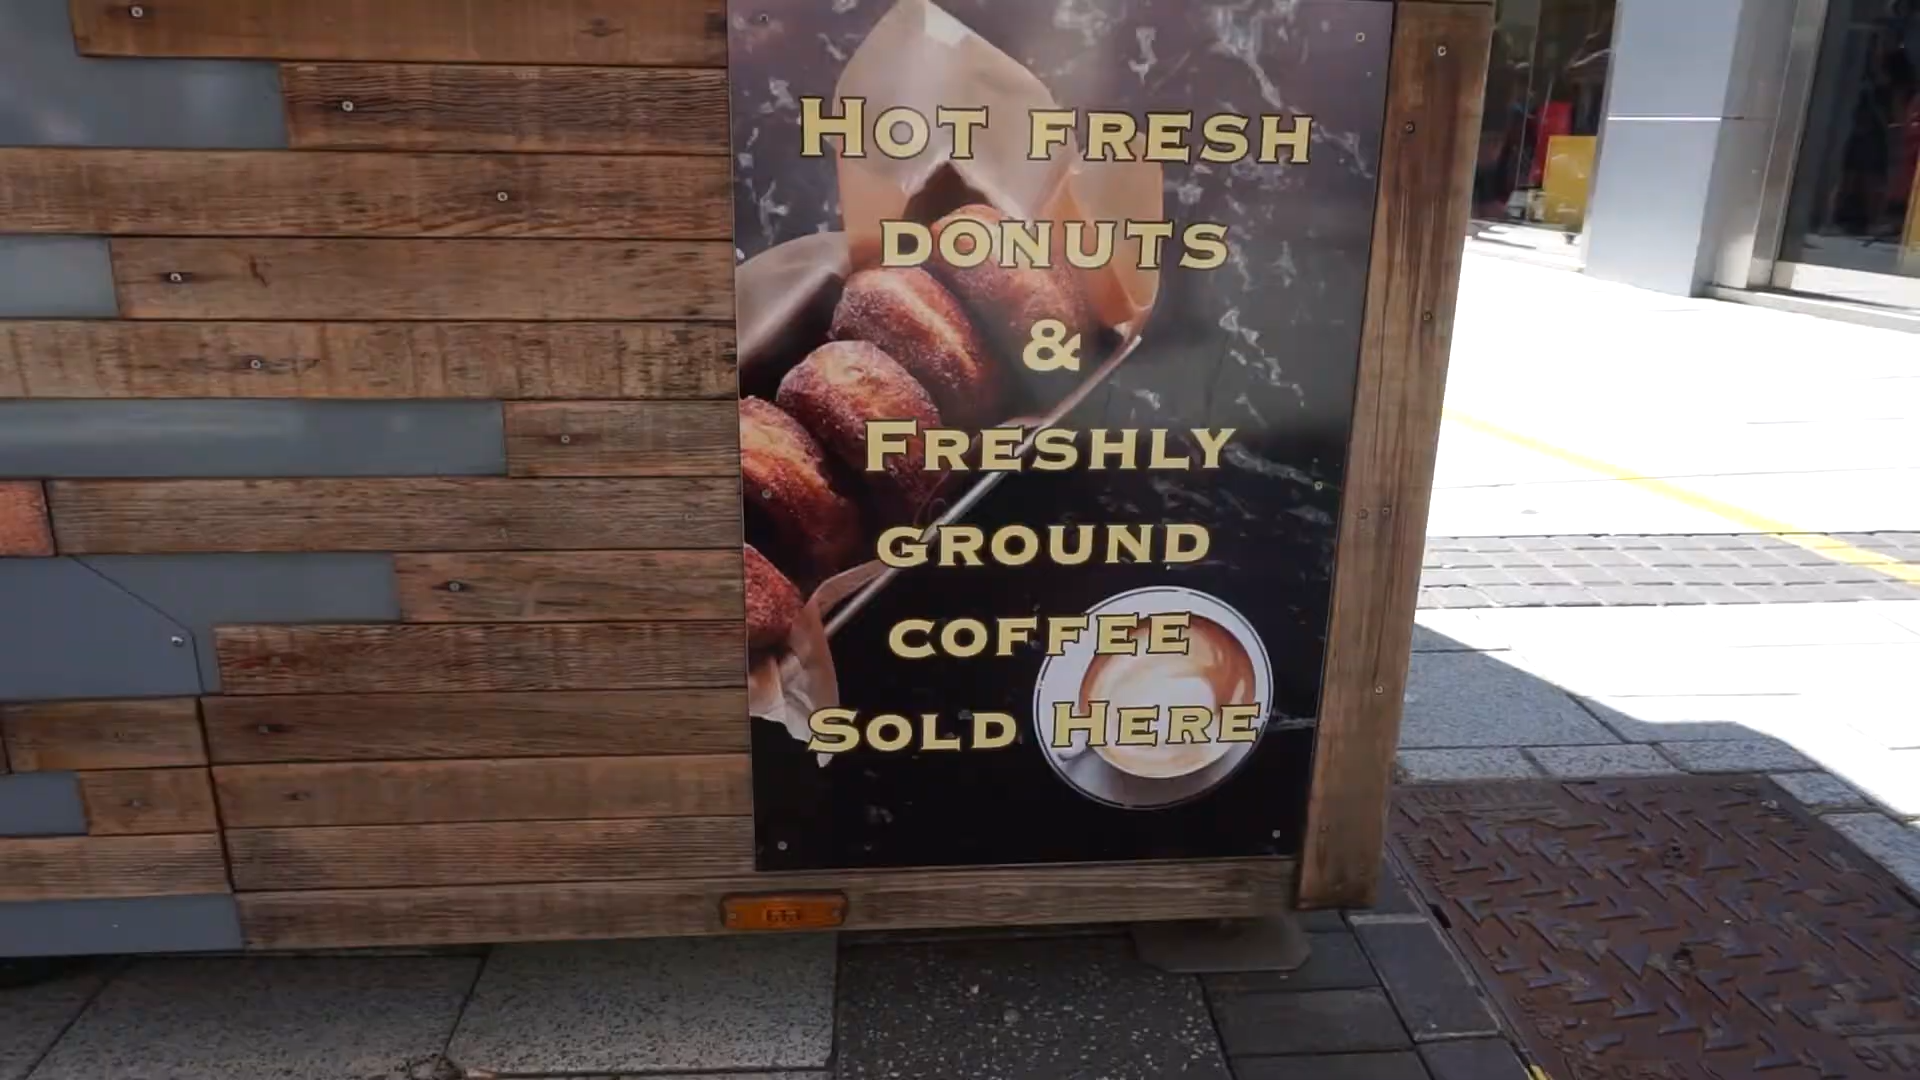 Hot fresh
donuts
&
Freshly
ground
coffee
Sold Here